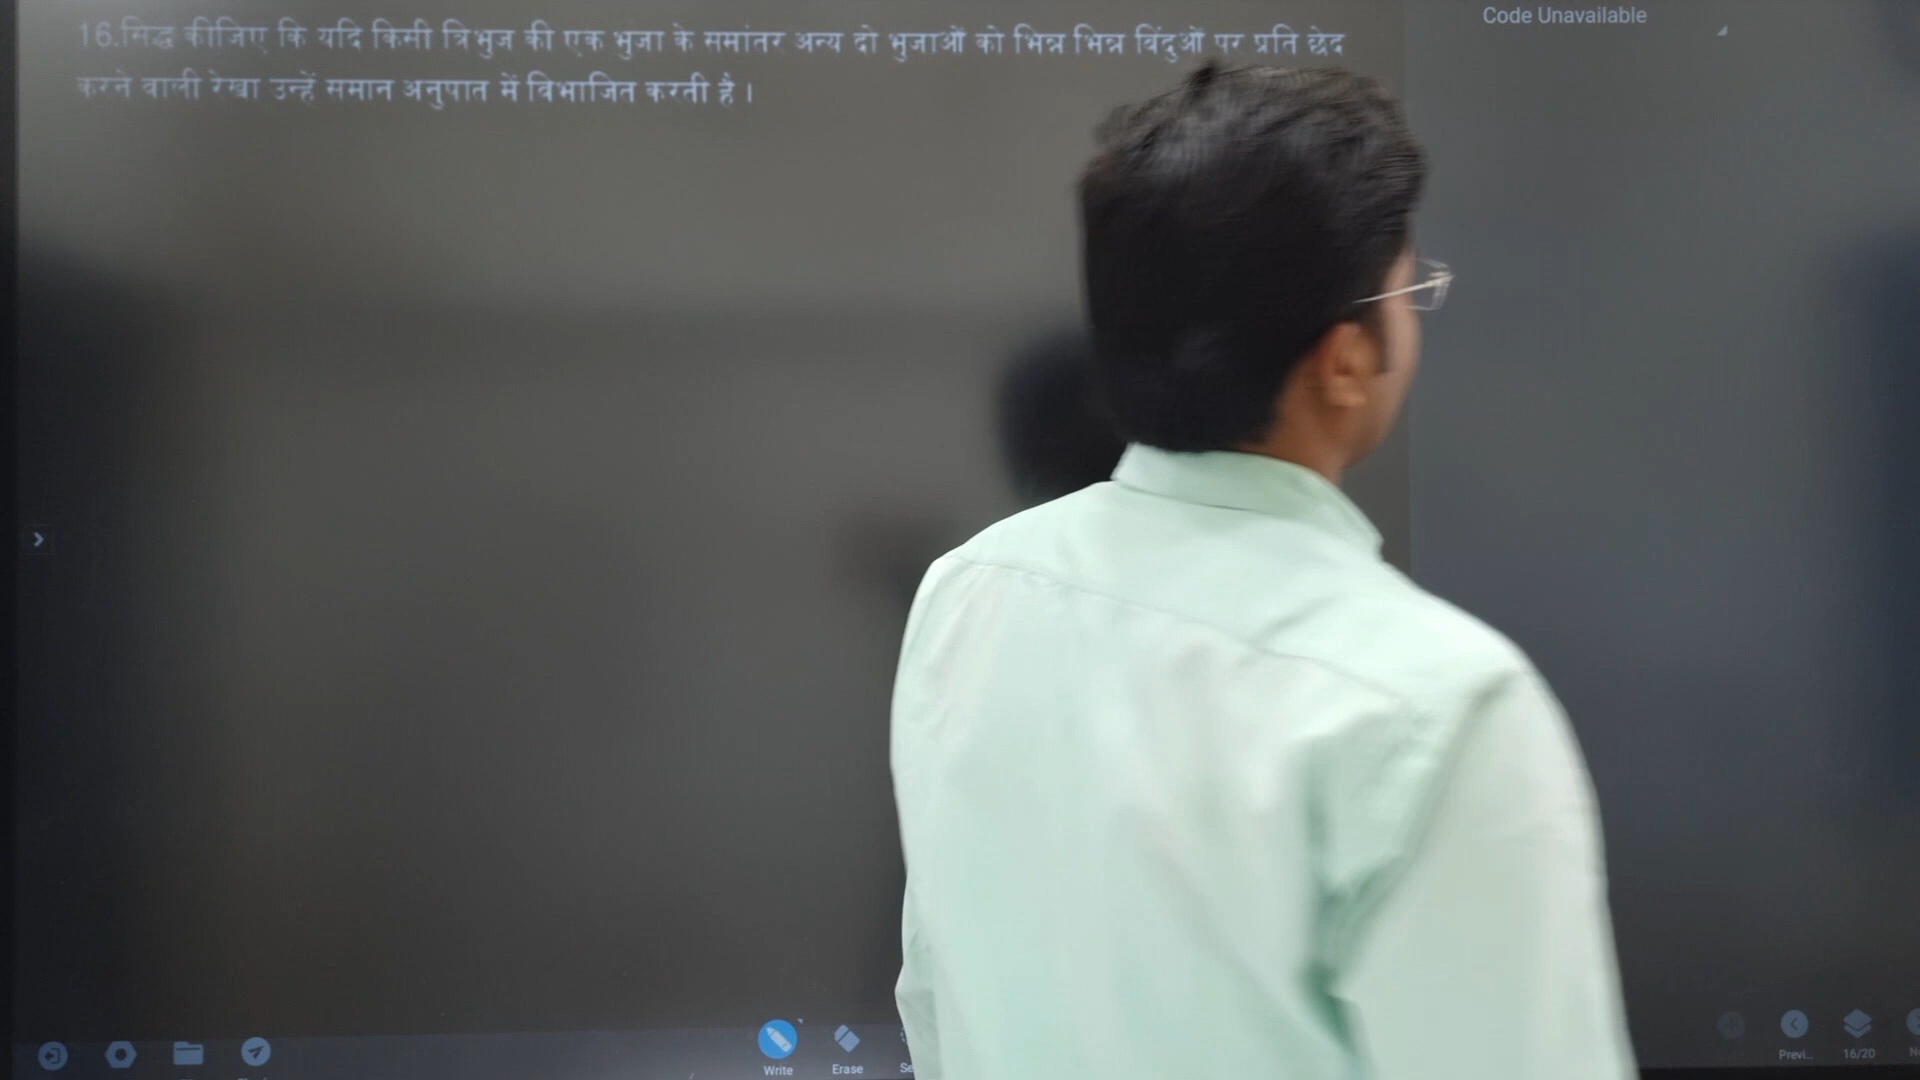 Code Unavailable
16.सिद्ध कीजिए कि यदि किसी त्रिभुज की एक भुजा के समांतर अन्य दो भुजाओं को भिन्न भिन्न बिंदुओं पर प्रति छेद
करने वाली रेखा उन्हें समान अनुपात में विभाजित करती है ।
Write
Erase
Previ...
16/20